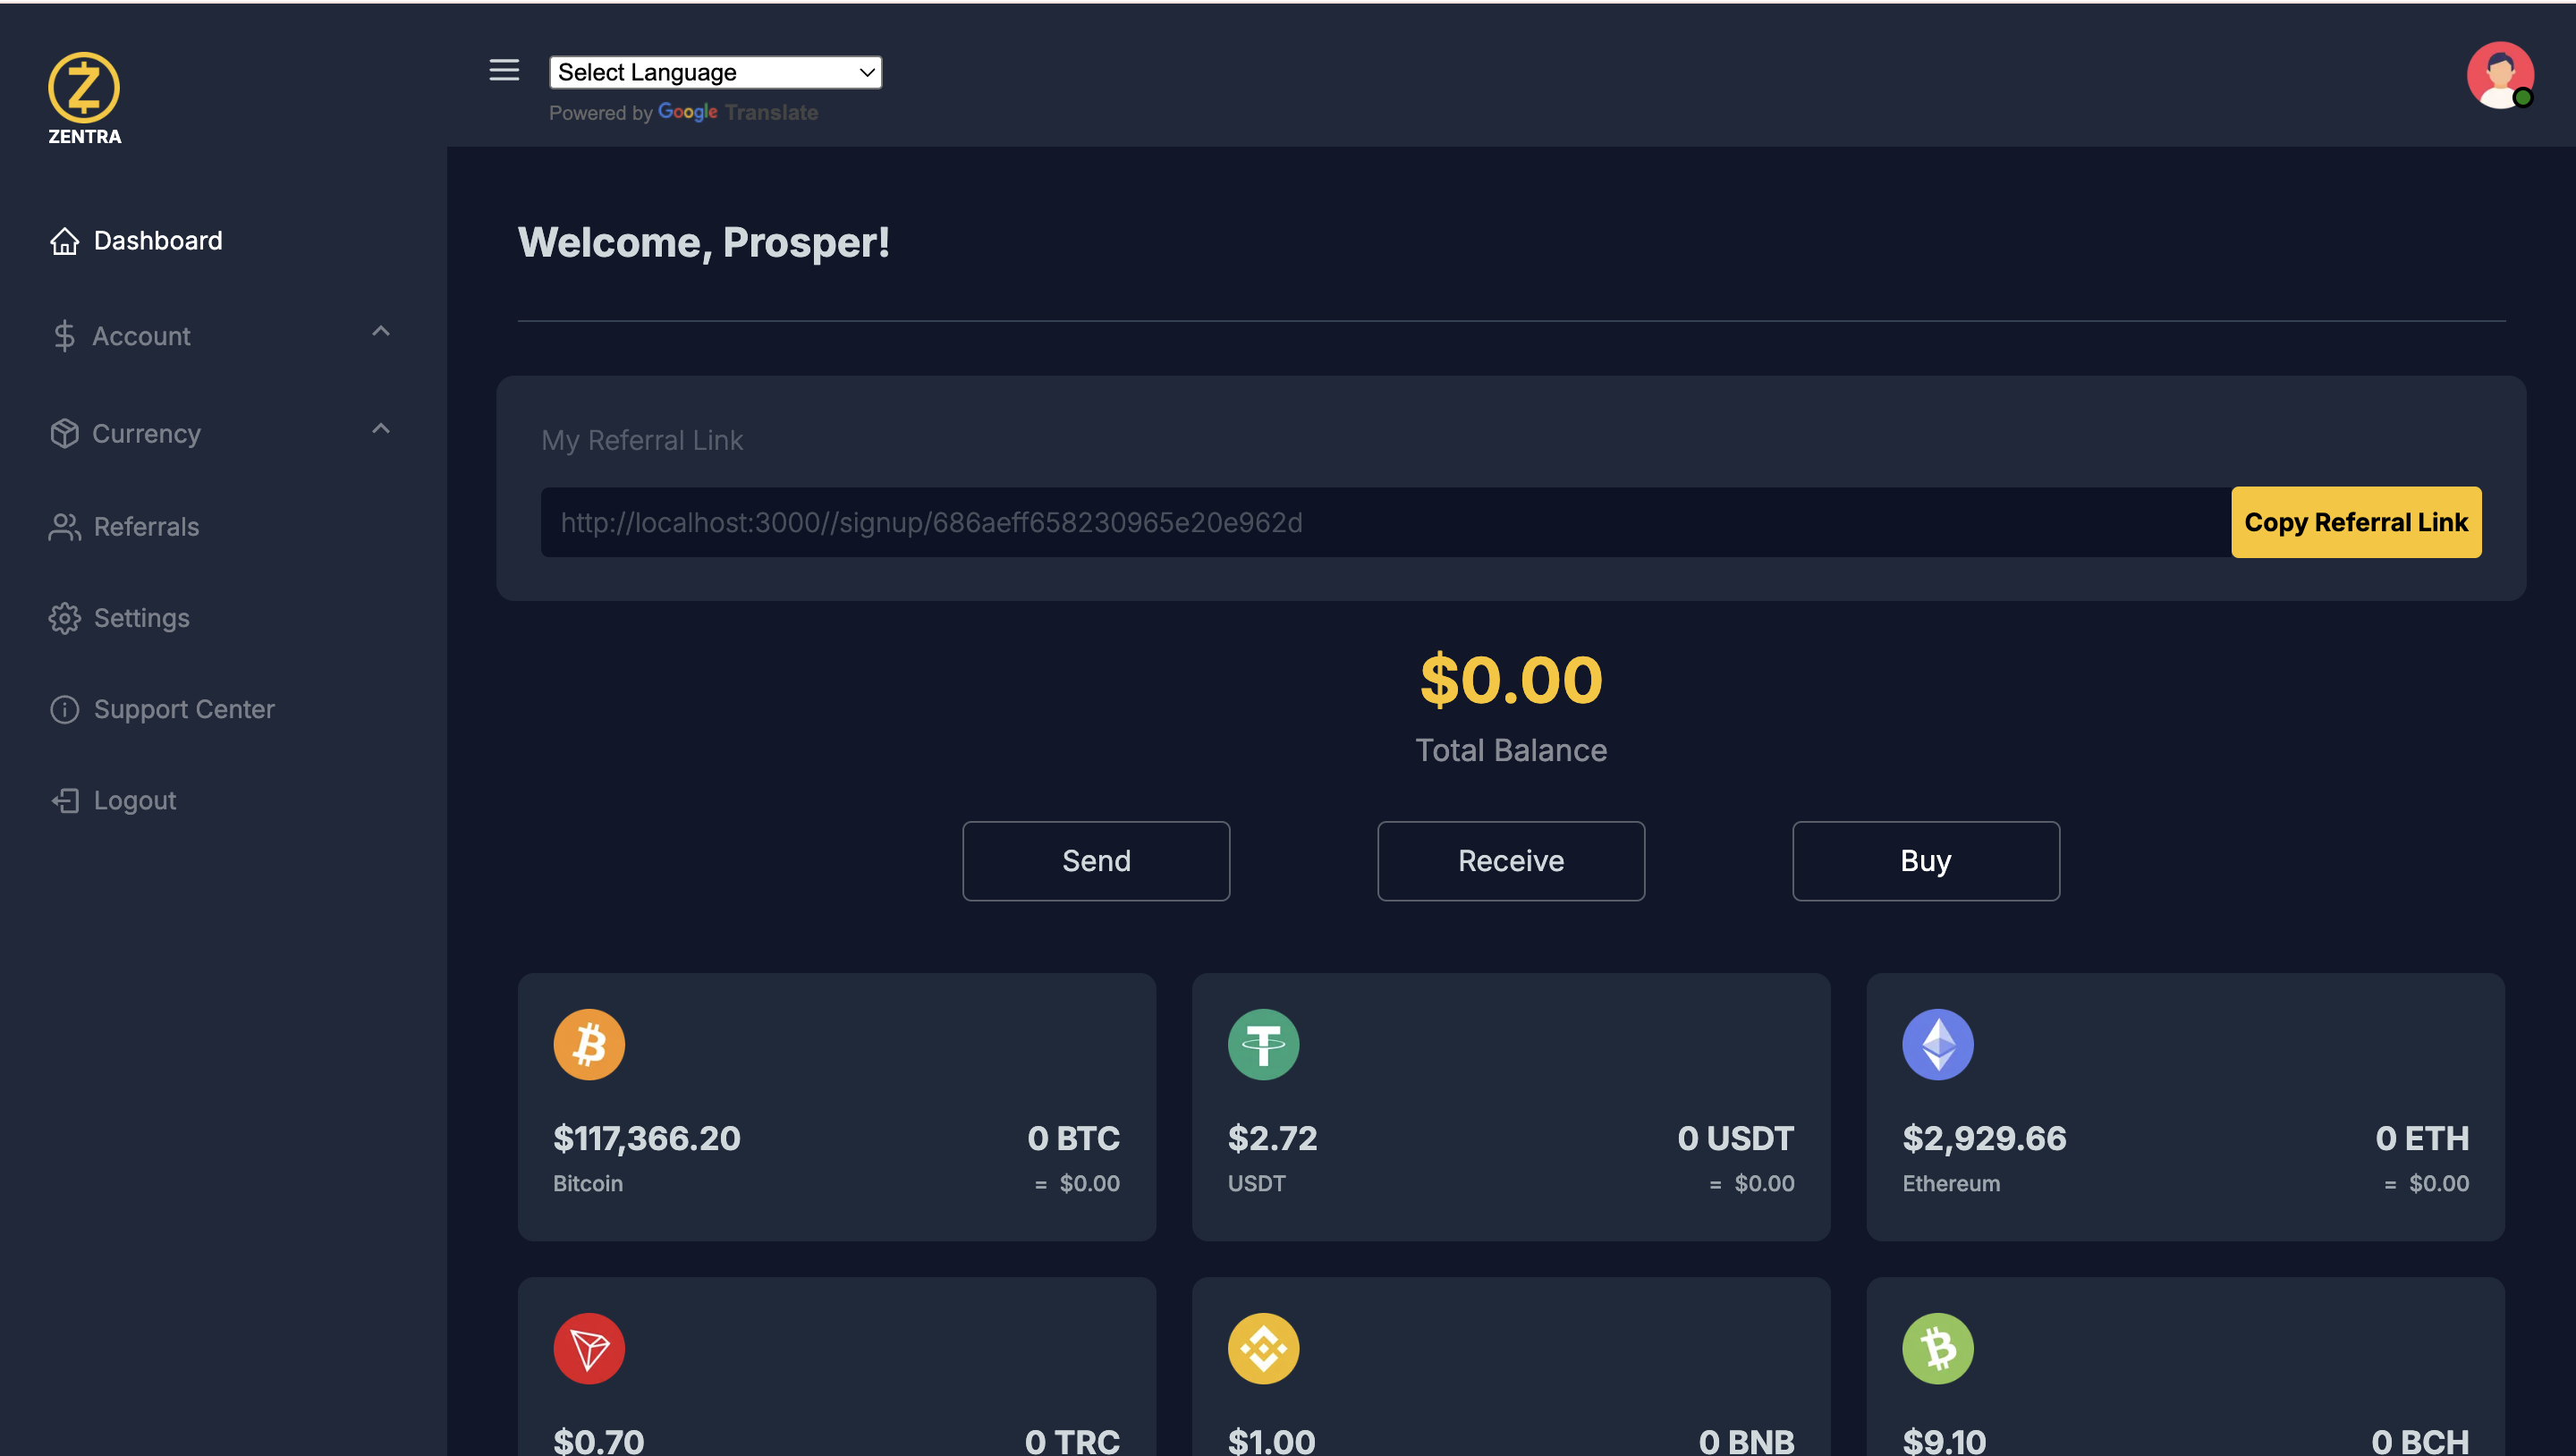 ZENTRA
Select Language
Powered by Google Translate
Dashboard
Account
Currency
Referrals
Settings
Support Center
Logout
Welcome, Prosper!
My Referral Link
http://localhost:3000//signup/686aeff658230965e20e962d
Copy Referral Link
$0.00
Total Balance
Send
Receive
Buy
$117,366.20
0 BTC
Bitcoin
= $0.00
$2.72
0 USDT
USDT
= $0.00
$2,929.66
0 ETH
Ethereum
= $0.00
$0.70
0 TRC
$1.00
0 BNB
$9.10
0 BCH